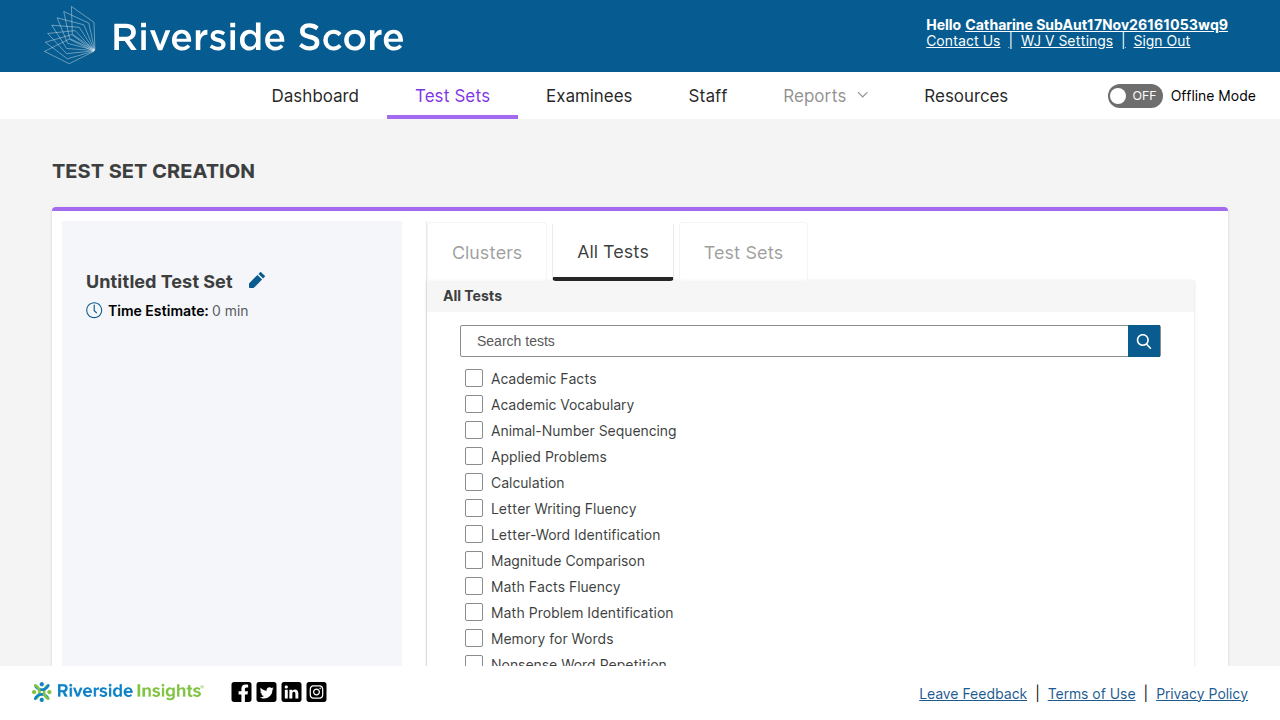 Riverside Score
Hello Catharine SubAut17Nov26161053wq9
Contact Us | WJ V Settings | Sign Out
Dashboard Test Sets Examinees Staff Reports Resources OFF Offline Mode
TEST SET CREATION
Clusters All Tests Test Sets
Untitled Test Set
Time Estimate: 0 min
All Tests
Search tests
Academic Facts
Academic Vocabulary
Animal-Number Sequencing
Applied Problems
Calculation
Letter Writing Fluency
Letter-Word Identification
Magnitude Comparison
Math Facts Fluency
Math Problem Identification
Memory for Words
Nonsense Word Repetition
Riverside Insights
Leave Feedback | Terms of Use | Privacy Policy